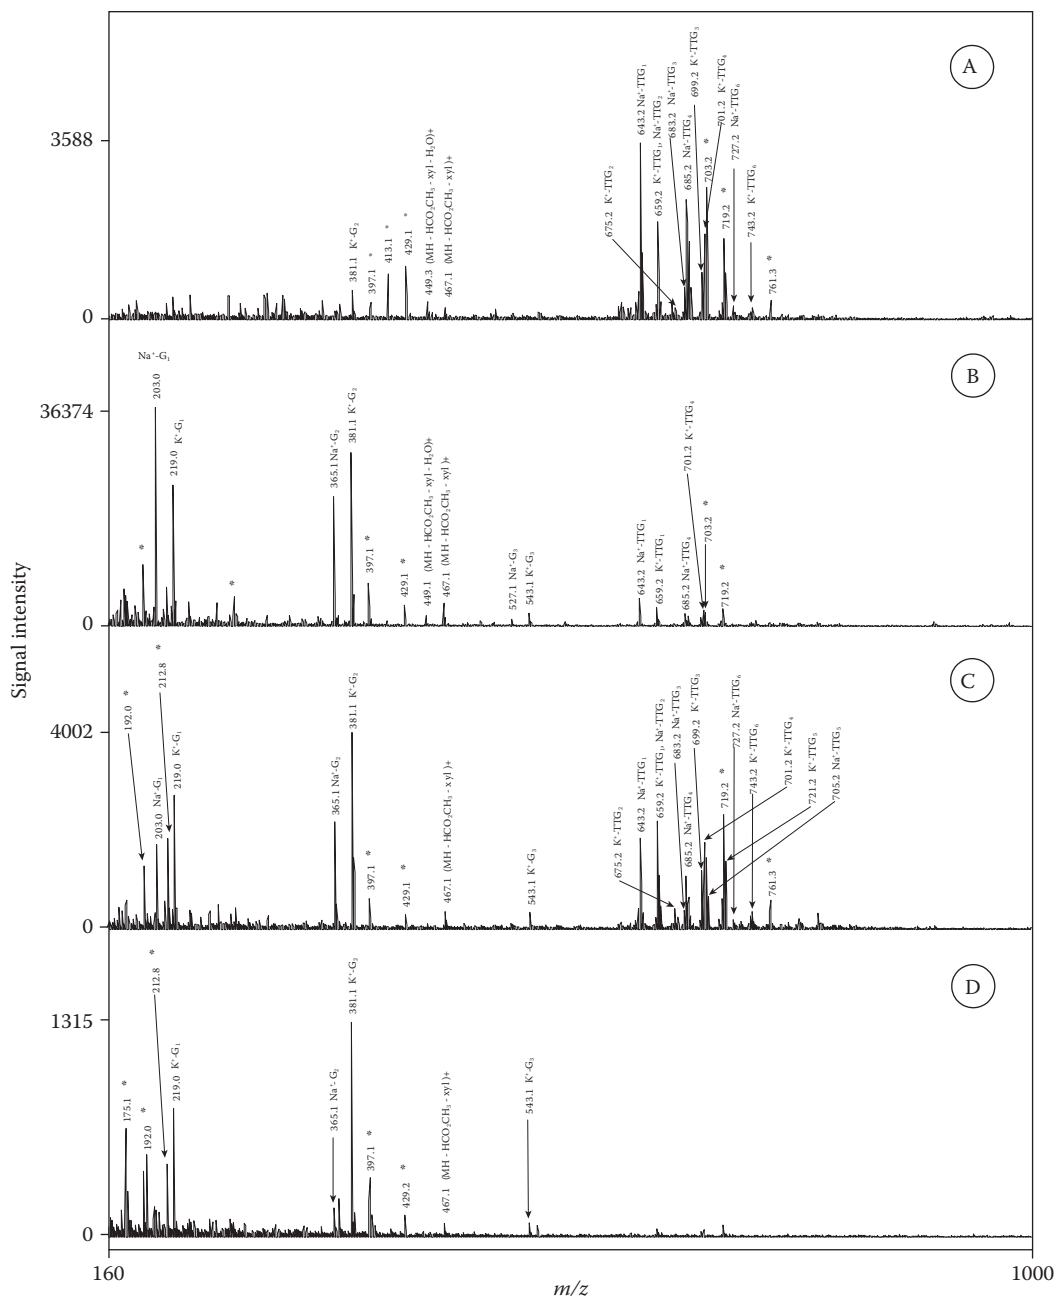 Signal intensity
A
3588
0
381.1 K⁺-G₂
397.1 *
413.1 *
429.1 *
449.3 (MH - HCO₂CH₃ - xyl - H₂O)+
467.1 (MH - HCO₂CH₃ - xyl)+
675.2 K⁺-TTG₂
643.2 Na⁺-TTG₁
659.2 K⁺-TTG₁, Na⁺-TTG₂
683.2 Na⁺-TTG₃
685.2 Na⁺-TTG₄
699.2 K⁺-TTG₃
703.2 *
701.2 K⁺-TTG₄
719.2 *
727.2 Na⁺-TTG₆
743.2 K⁺-TTG₆
761.3 *
B
36374
0
*
Na⁺-G₁
203.0
219.0 K⁺-G₁
*
365.1 Na⁺-G₂
381.1 K⁺-G₂
397.1 *
429.1 *
449.1 (MH - HCO₂CH₃ - xyl - H₂O)+
467.1 (MH - HCO₂CH₃ - xyl)+
527.1 Na⁺-G₃
543.1 K⁺-G₃
643.2 Na⁺-TTG₁
659.2 K⁺-TTG₁
685.2 Na⁺-TTG₄
701.2 K⁺-TTG₄
703.2 *
719.2 *
C
4002
0
192.0 *
203.0 Na⁺-G₁
212.8 *
219.0 K⁺-G₁
365.1 Na⁺-G₂
381.1 K⁺-G₂
397.1 *
429.1 *
467.1 (MH - HCO₂CH₃ - xyl)+
543.1 K⁺-G₃
675.2 K⁺-TTG₂
643.2 Na⁺-TTG₁
659.2 K⁺-TTG₁, Na⁺-TTG₂
683.2 Na⁺-TTG₃
685.2 Na⁺-TTG₄
699.2 K⁺-TTG₃
719.2 *
727.2 Na⁺-TTG₆
743.2 K⁺-TTG₆
761.3 *
701.2 K⁺-TTG₄
721.2 K⁺-TTG₅
705.2 Na⁺-TTG₅
D
1315
0
175.1 *
192.0 *
212.8 *
219.0 K⁺-G₁
365.1 Na⁺-G₂
381.1 K⁺-G₂
397.1 *
429.2 *
467.1 (MH - HCO₂CH₃ - xyl)+
543.1 K⁺-G₃
160
1000
m/z